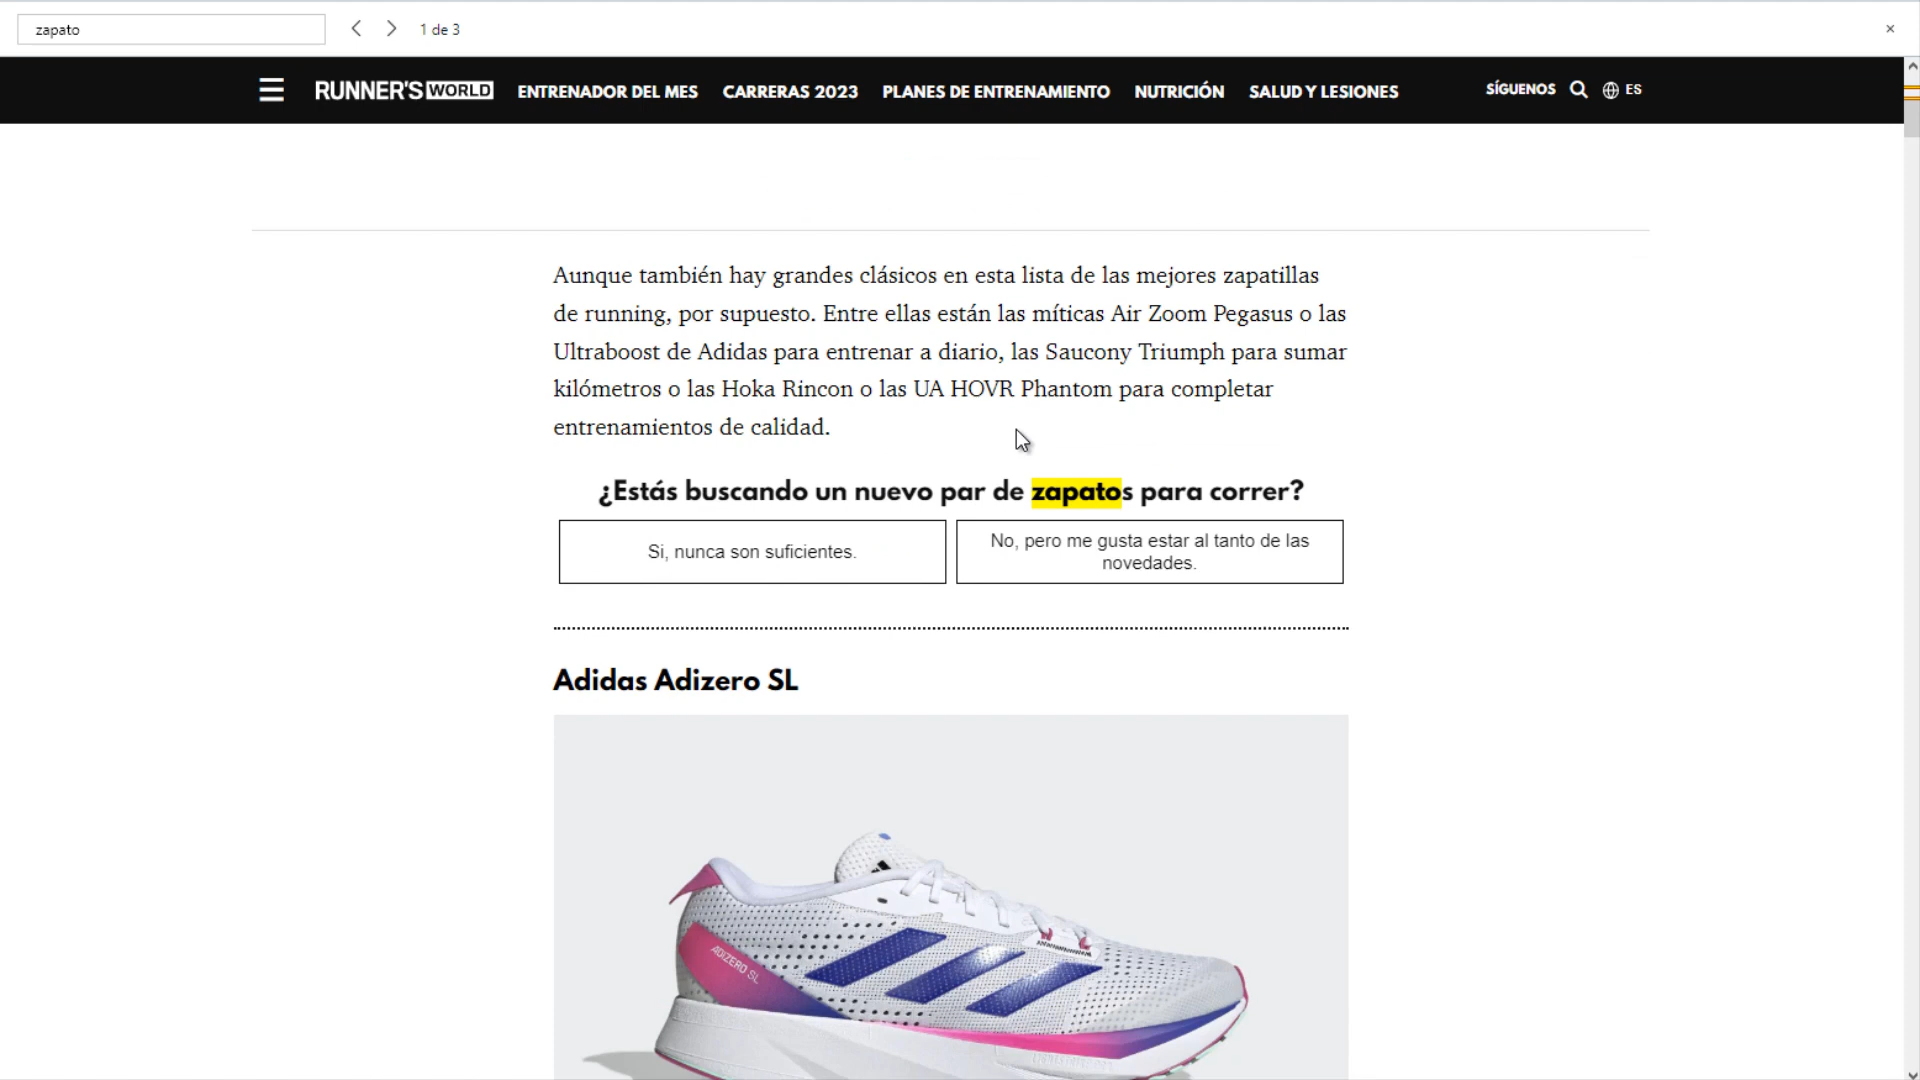 zapato
1 de 3
RUNNER'S WORLD
ENTRENADOR DEL MES
CARRERAS 2023
PLANES DE ENTRENAMIENTO
NUTRICIÓN
SALUD Y LESIONES
SÍGUENOS
ES
Aunque también hay grandes clásicos en esta lista de las mejores zapatillas
de running, por supuesto. Entre ellas están las míticas Air Zoom Pegasus o las
Ultraboost de Adidas para entrenar a diario, las Saucony Triumph para sumar
kilómetros o las Hoka Rincon o las UA HOVR Phantom para completar
entrenamientos de calidad.
¿Estás buscando un nuevo par de zapatos para correr?
Si, nunca son suficientes.
No, pero me gusta estar al tanto de las
novedades.
Adidas Adizero SL
ADIZERO SL